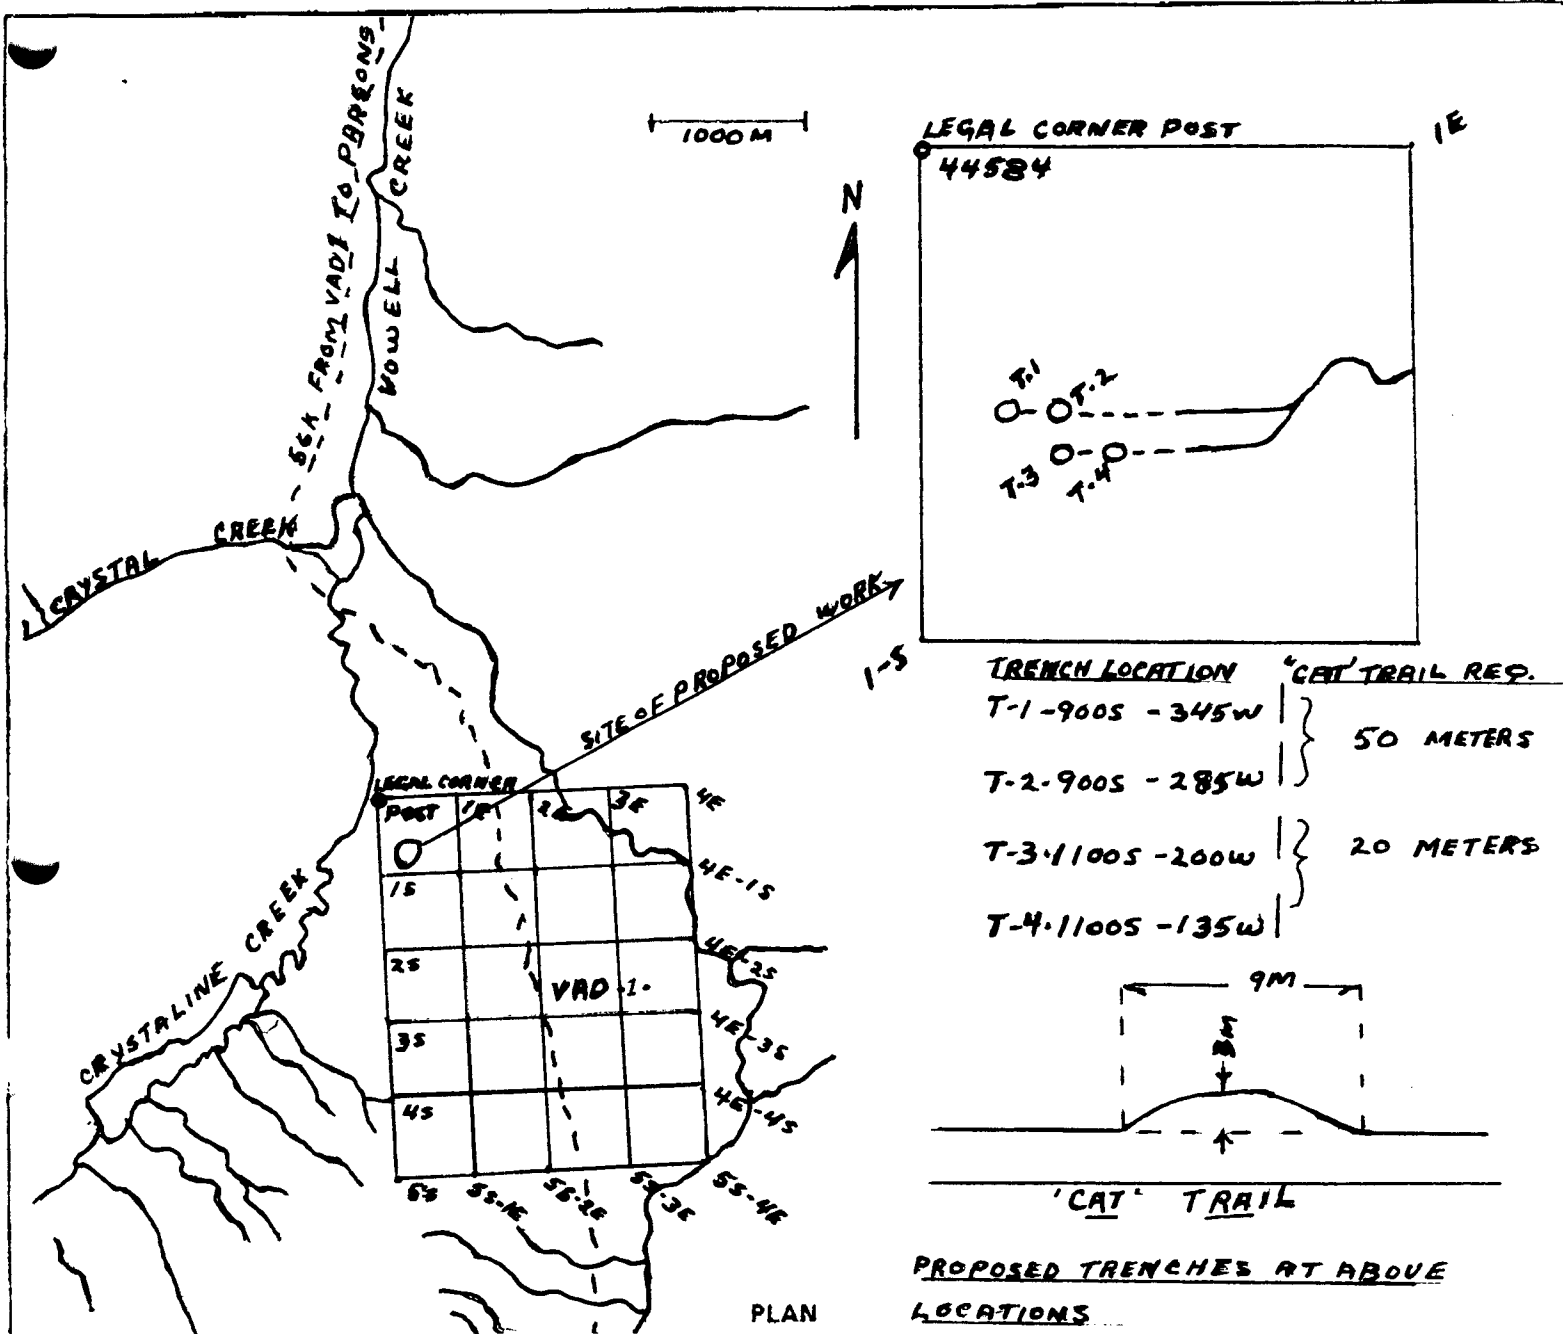 56K FROM VAD 1 TO PARSONS
VOWELL CREEK
1000 M
N
LEGAL CORNER POST
44584
1E
T.1
T.2
T.3
T.4
1-S
CRYSTAL CREEK
SITE OF PROPOSED WORK
TRENCH LOCATION "CAT" TRAIL REQ.
T-1-900S -345W
50 METERS
T-2-900S -285W
T-3-1100S -200W
20 METERS
T-4-1100S -135W
LEGAL CORNER
POST
1E
2E
3E
4E
1S
4E-1S
2S
4E-2S
VAD-1-
3S
4E-3S
4S
4E-4S
5S
5S-1E
5S-2E
5S-3E
5S-4E
CRYSTALINE CREEK
9M
3M
'CAT' TRAIL
PROPOSED TRENCHES AT ABOVE
LOCATIONS
PLAN